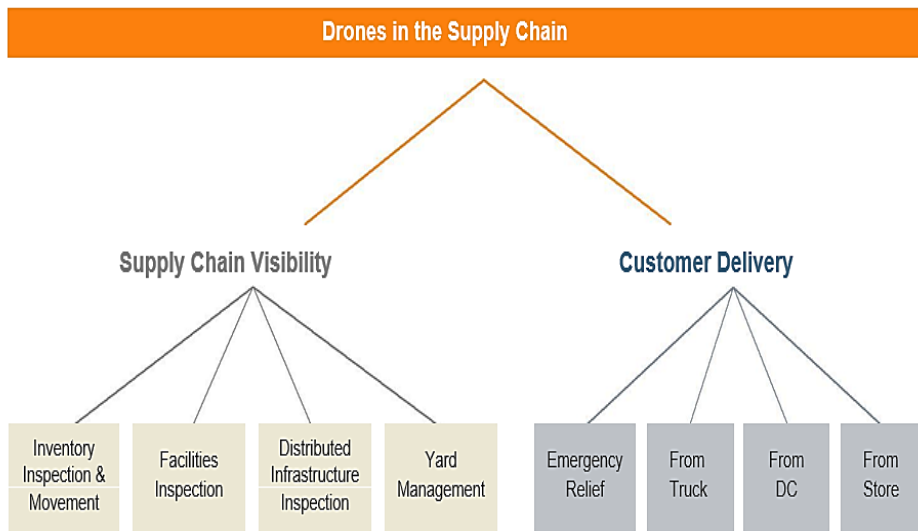 Drones in the Supply Chain
Supply Chain Visibility
Customer Delivery
Inventory
Inspection &
Movement
Facilities
Inspection
Distributed
Infrastructure
Inspection
Yard
Management
Emergency
Relief
From
Truck
From
DC
From
Store